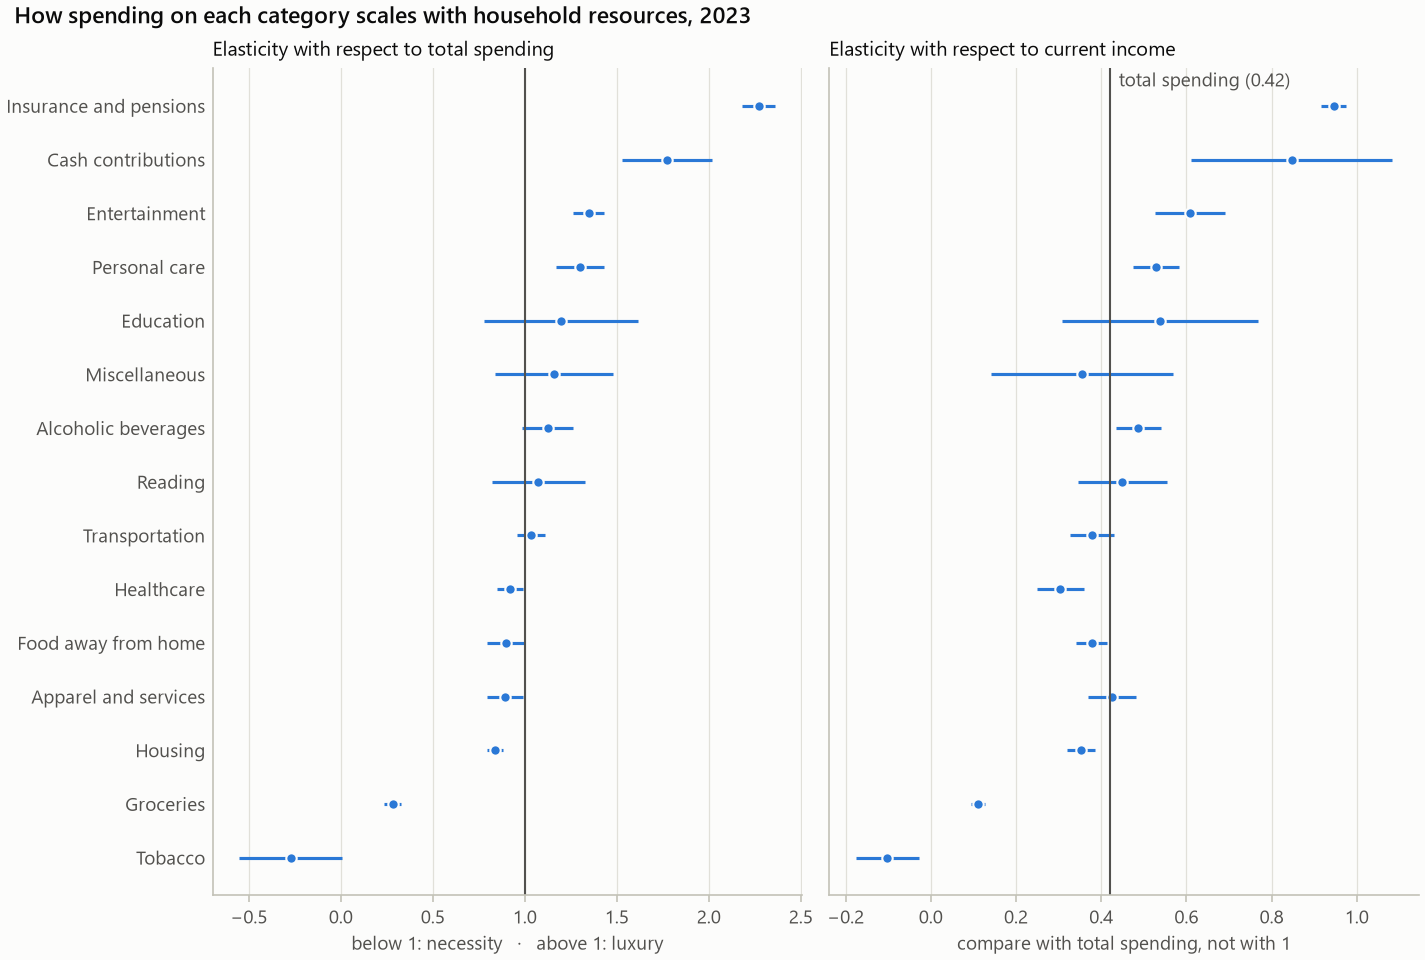 How spending on each category scales with household resources, 2023
Elasticity with respect to total spending
Elasticity with respect to current income
total spending (0.42)
Insurance and pensions
Cash contributions
Entertainment
Personal care
Education
Miscellaneous
Alcoholic beverages
Reading
Transportation
Healthcare
Food away from home
Apparel and services
Housing
Groceries
Tobacco
−0.5 0.0 0.5 1.0 1.5 2.0 2.5
−0.2 0.0 0.2 0.4 0.6 0.8 1.0
below 1: necessity · above 1: luxury
compare with total spending, not with 1